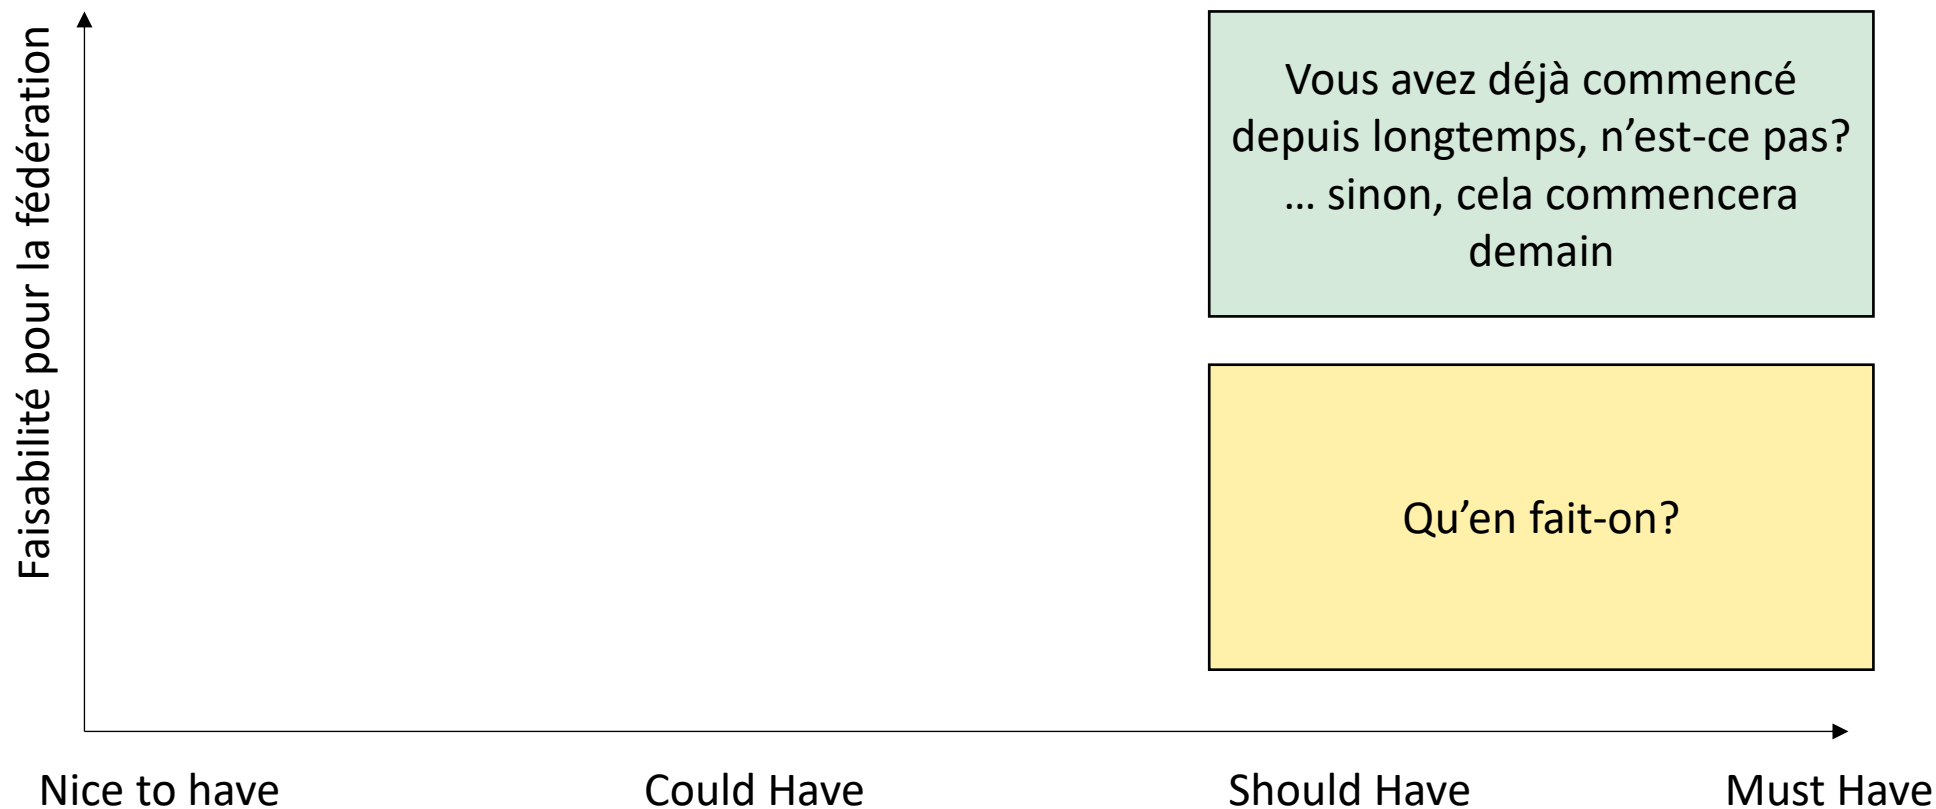 Faisabilité pour la fédération
Vous avez déjà commencé
depuis longtemps, n’est-ce pas?
… sinon, cela commencera
demain
Qu’en fait-on?
Nice to have
Could Have
Should Have
Must Have